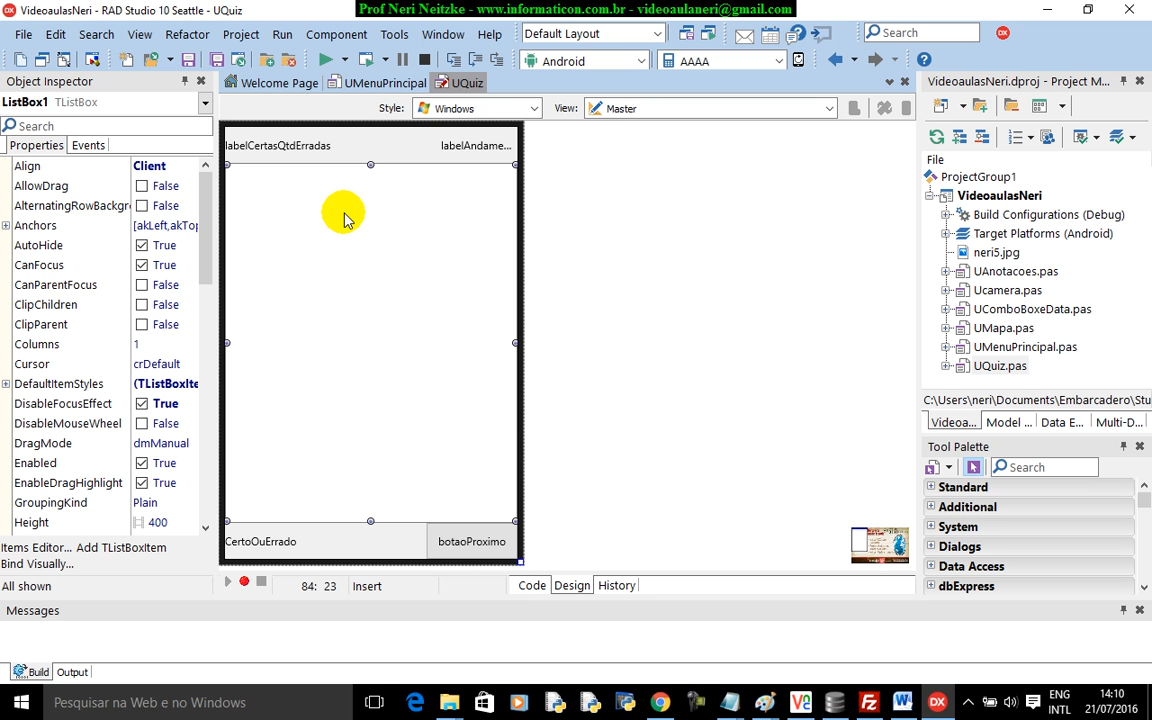 Prof Neri Neitzke - www.informaticon.com.br - videoaulaneri@gmail.com
VideoaulasNeri - RAD Studio 10 Seattle - UQuiz
File Edit Search View Refactor Project Run Component Tools Window Help
Default Layout
Search
Android
AAAA
Object Inspector
ListBox1 TListBox
Search
Properties Events
Align Client
AllowDrag False
AlternatingRowBackgr False
Anchors [akLeft,akTop
AutoHide True
CanFocus True
CanParentFocus False
ClipChildren False
ClipParent False
Columns 1
Cursor crDefault
DefaultItemStyles (TListBoxIte
DisableFocusEffect True
DisableMouseWheel False
DragMode dmManual
Enabled True
EnableDragHighlight True
GroupingKind Plain
Height 400
Items Editor... Add TListBoxItem
Bind Visually...
All shown
Welcome Page UMenuPrincipal UQuiz
Style: Windows View: Master
labelCertasQtdErradas labelAndame...
CertoOuErrado botaoProximo
84: 23 Insert Code Design History
VideoaulasNeri.dproj - Project M...
File
ProjectGroup1
VideoaulasNeri
Build Configurations (Debug)
Target Platforms (Android)
neri5.jpg
UAnotacoes.pas
Ucamera.pas
UComboBoxeData.pas
UMapa.pas
UMenuPrincipal.pas
UQuiz.pas
C:\Users\neri\Documents\Embarcadero\Stu
Videoa... Model ... Data E... Multi-D...
Tool Palette
Search
Standard
Additional
System
Dialogs
Data Access
dbExpress
Messages
Build Output
Pesquisar na Web e no Windows
ENG
INTL
14:10
21/07/2016